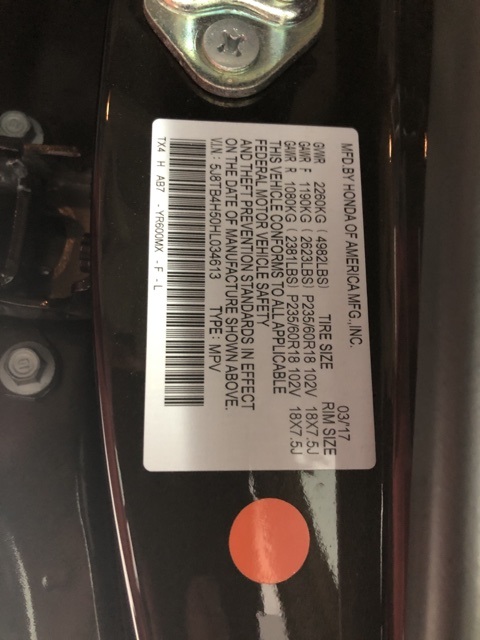 MFD.BY HONDA OF AMERICA MFG.,INC.
03/17
GVWR 2260KG (4982LBS) TIRE SIZE RIM SIZE
GAWR F 1190KG (2623LBS) P235/60R18 102V 18X7.5J
GAWR R 1080KG (2381LBS) P235/60R18 102V 18X7.5J
THIS VEHICLE CONFORMS TO ALL APPLICABLE
FEDERAL MOTOR VEHICLE SAFETY
AND THEFT PREVENTION STANDARDS IN EFFECT
ON THE DATE OF MANUFACTURE SHOWN ABOVE.
V.I.N: 5J8TB4H50HL034613 TYPE: MPV
TX4 H AB7 - YR600MX - F - L